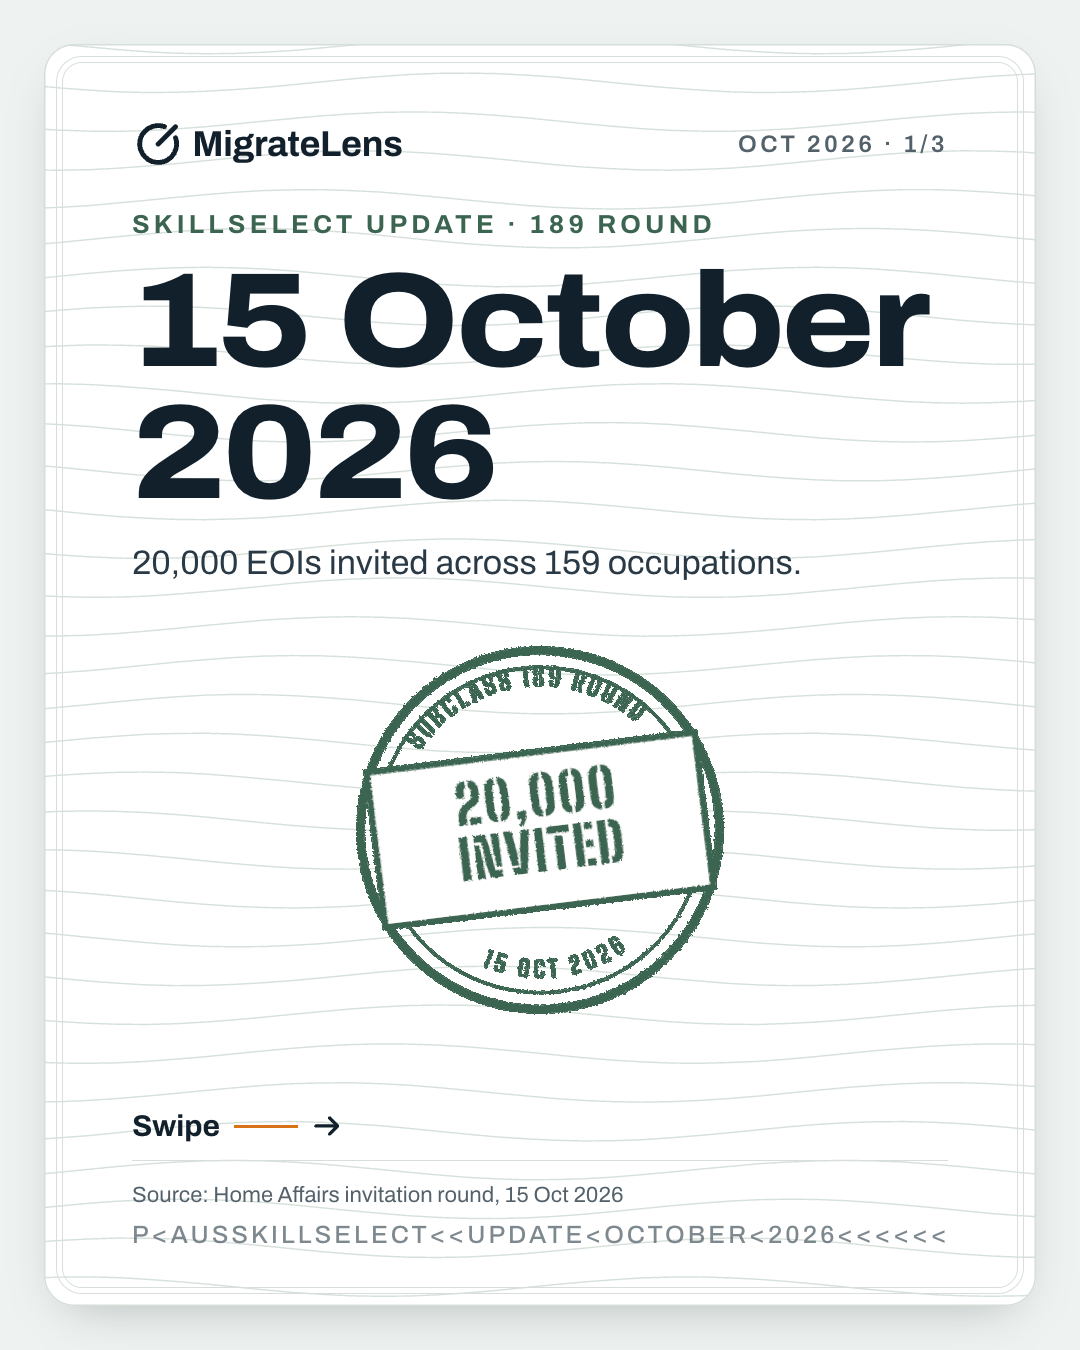 MigrateLens
OCT 2026 · 1/3
SKILLSELECT UPDATE · 189 ROUND
15 October
2026
20,000 EOIs invited across 159 occupations.
SUBCLASS 189 ROUND
20,000
INVITED
15 OCT 2026
Swipe →
Source: Home Affairs invitation round, 15 Oct 2026
P<AUSSKILLSELECT<<UPDATE<OCTOBER<2026<<<<<<